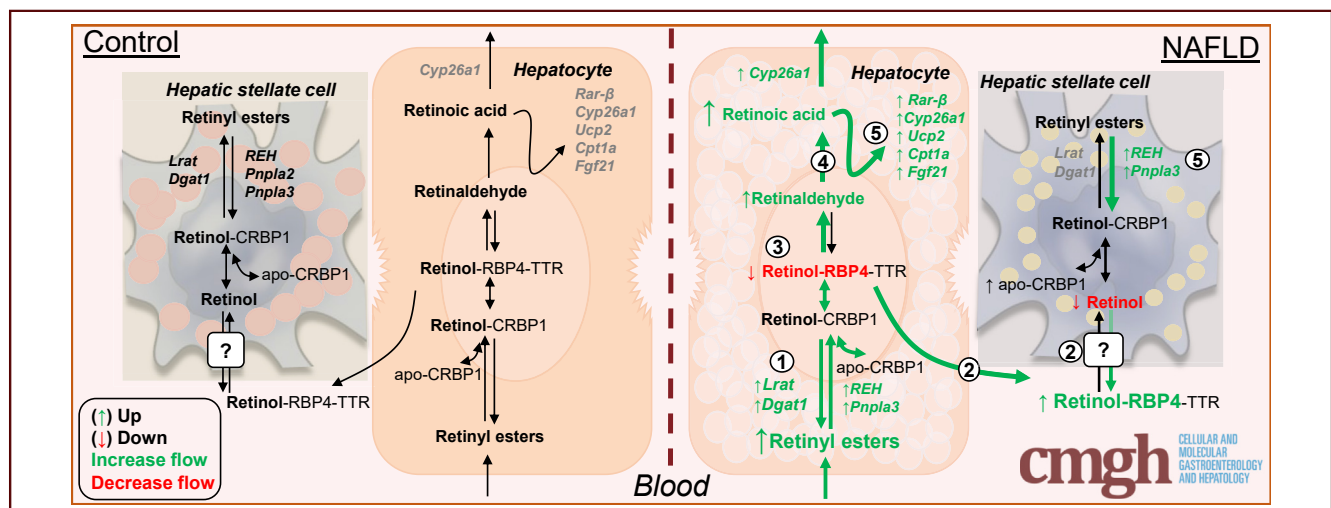 Control
Hepatic stellate cell
Retinyl esters
Lrat
Dgat1
REH
Pnpla2
Pnpla3
Retinol-CRBP1
apo-CRBP1
Retinol
?
Retinol-RBP4-TTR
(↑) Up
(↓) Down
Increase flow
Decrease flow
Cyp26a1
Hepatocyte
Retinoic acid
Rar-β
Cyp26a1
Ucp2
Cpt1a
Fgf21
Retinaldehyde
Retinol-RBP4-TTR
Retinol-CRBP1
apo-CRBP1
Retinyl esters
Blood
NAFLD
↑ Cyp26a1
Hepatocyte
↑ Retinoic acid
↑ Rar-β
↑Cyp26a1
↑ Ucp2
↑ Cpt1a
↑ Fgf21
5
4
↑Retinaldehyde
3
↓ Retinol-RBP4-TTR
Retinol-CRBP1
1
apo-CRBP1
↑Lrat
↑Dgat1
↑REH
↑Pnpla3
↑Retinyl esters
2
Hepatic stellate cell
Retinyl esters
Lrat
Dgat1
↑REH
↑Pnpla3
5
Retinol-CRBP1
↑ apo-CRBP1
↓ Retinol
2
?
↑ Retinol-RBP4-TTR
cmgh
CELLULAR AND
MOLECULAR
GASTROENTEROLOGY
AND HEPATOLOGY